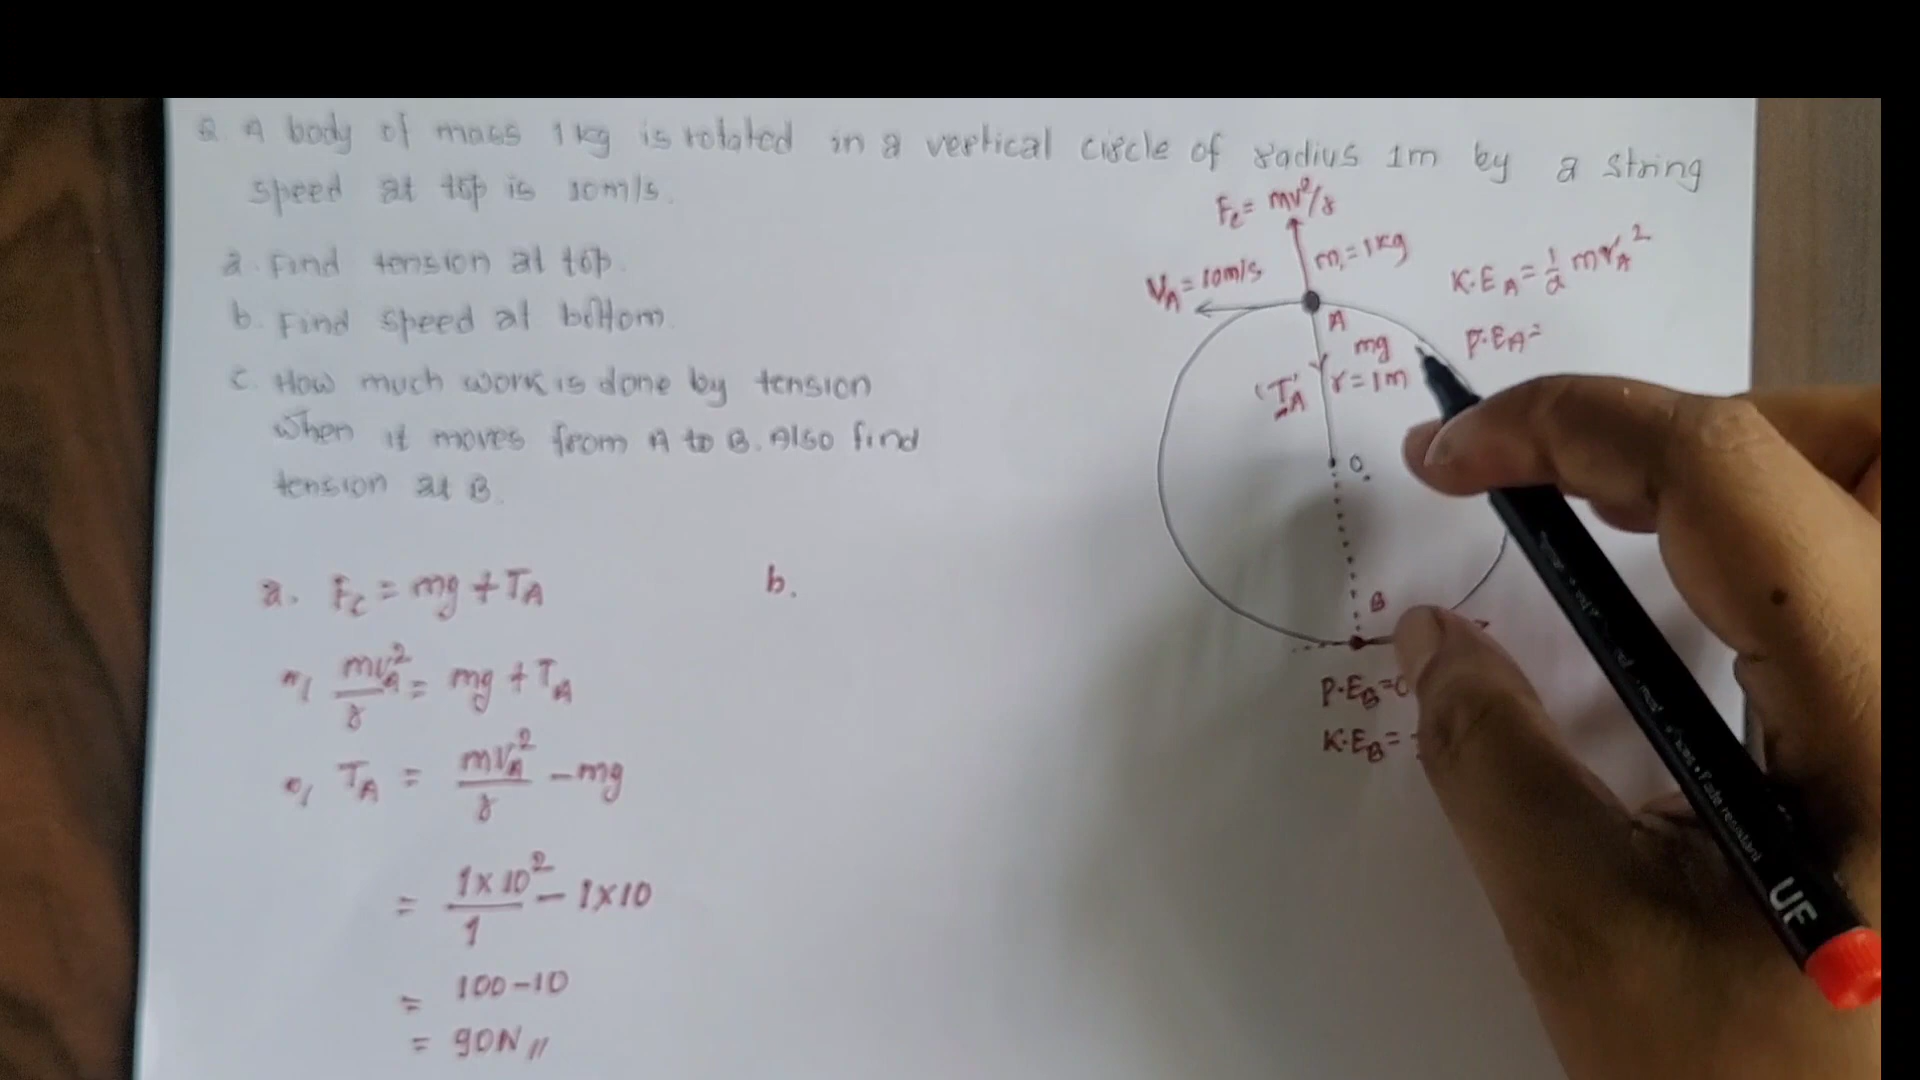 Q. A body of mass 1kg is rotated in a vertical circle of radius 1m by a string
speed at top is 10m/s.
a. Find tension at top.
b. Find speed at bottom.
c. How much work is done by tension
when it moves from A to B. Also find
tension at B.
Fc = mv²/r
VA = 10m/s
m = 1kg
A
mg
TA
r = 1m
O
B
K.EA = 1/2 mvA²
P.EA =
P.EB = 0
K.EB =
a. Fc = mg + TA
mvA²/r = mg + TA
TA = mvA²/r - mg
= 1×10²/1 - 1×10
= 100-10
= 90N //
b.
UF